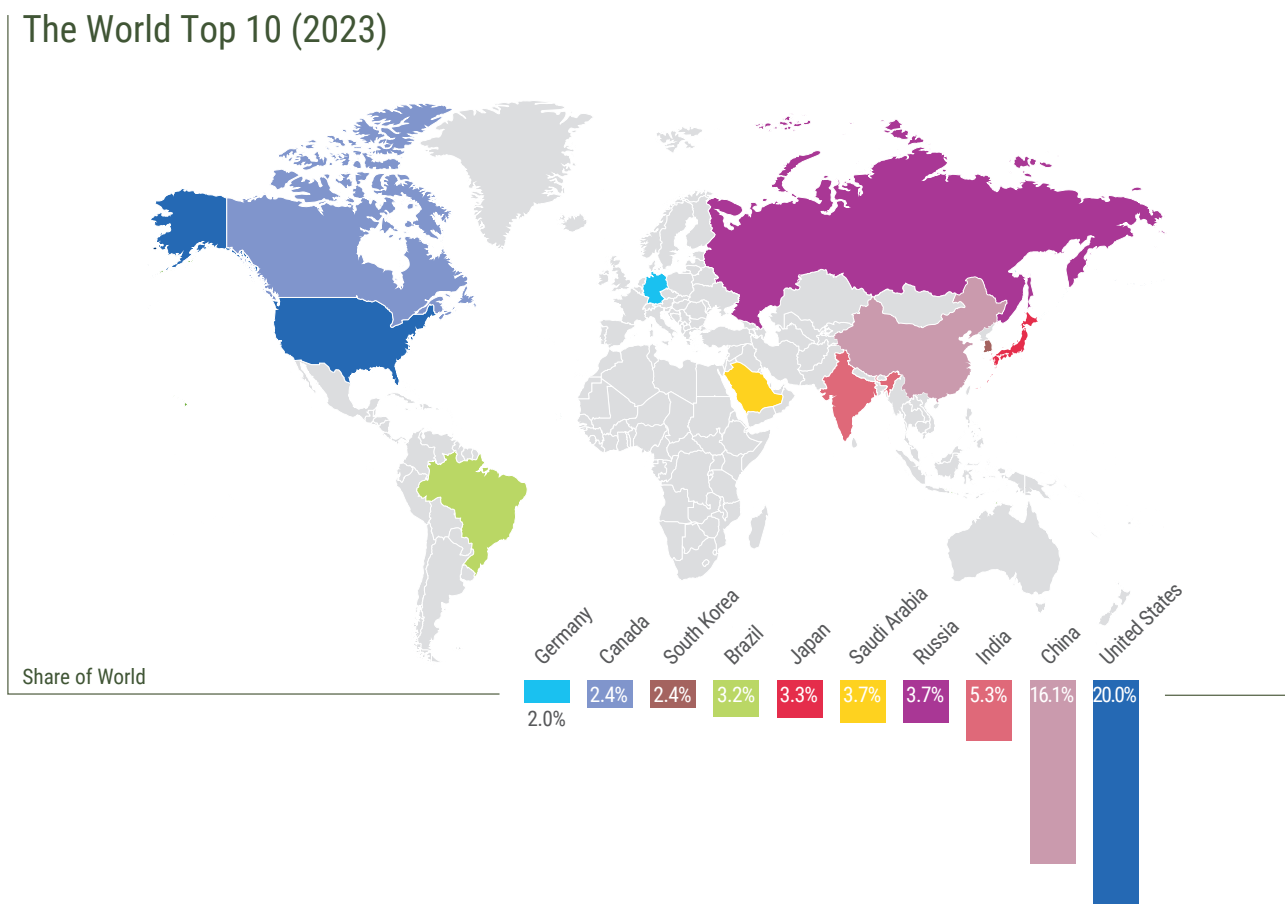 The World Top 10 (2023)
Share of World
Germany
Canada
South Korea
Brazil
Japan
Saudi Arabia
Russia
India
China
United States
2.0%
2.4%
2.4%
3.2%
3.3%
3.7%
3.7%
5.3%
16.1%
20.0%